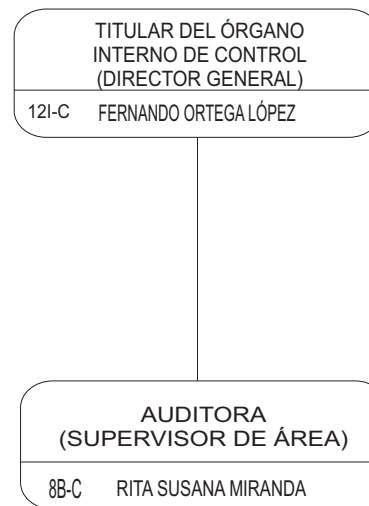 TITULAR DEL ÓRGANO
INTERNO DE CONTROL
(DIRECTOR GENERAL)
12I-C FERNANDO ORTEGA LÓPEZ
AUDITORA
(SUPERVISOR DE ÁREA)
8B-C RITA SUSANA MIRANDA